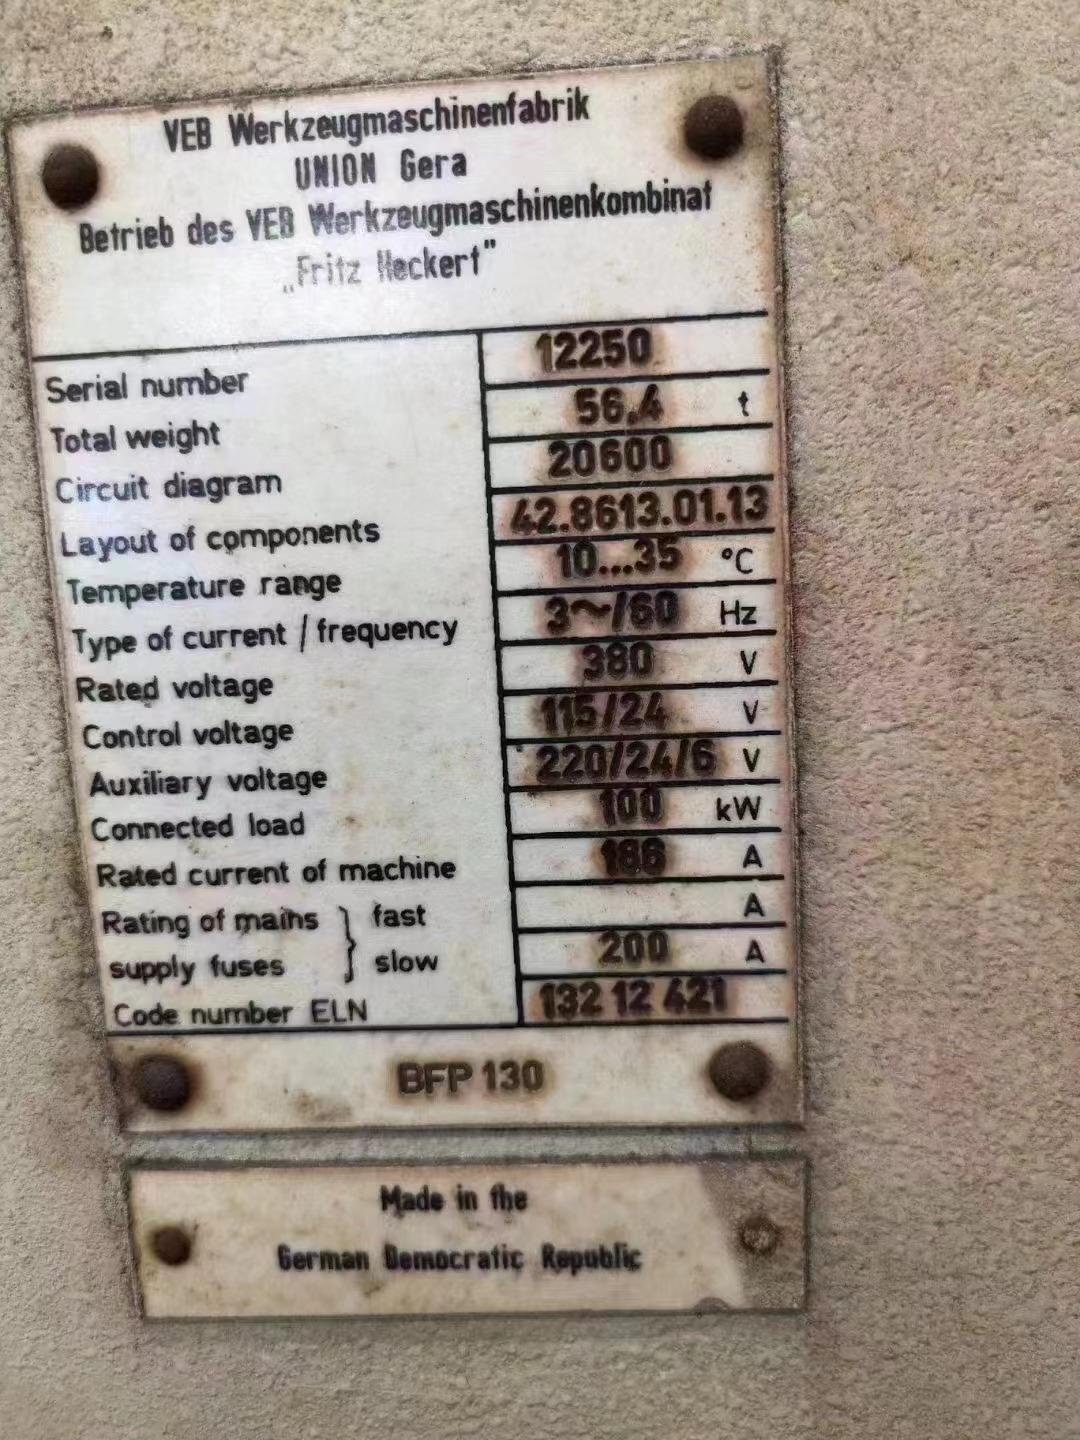 VEB Werkzeugmaschinenfabrik
UNION Gera
Betrieb des VEB Werkzeugmaschinenkombinat
„Fritz Heckert"
Serial number 12250
Total weight 56.4 t
Circuit diagram 20600
Layout of components 42.8613.01.13
Temperature range 10...35 °C
Type of current / frequency 3~/60 Hz
Rated voltage 380 V
Control voltage 115/24 V
Auxiliary voltage 220/24/6 V
Connected load 100 kW
Rated current of machine 186 A
Rating of mains } fast A
supply fuses } slow 200 A
Code number ELN 132 12 421
BFP 130
Made in the
German Democratic Republic